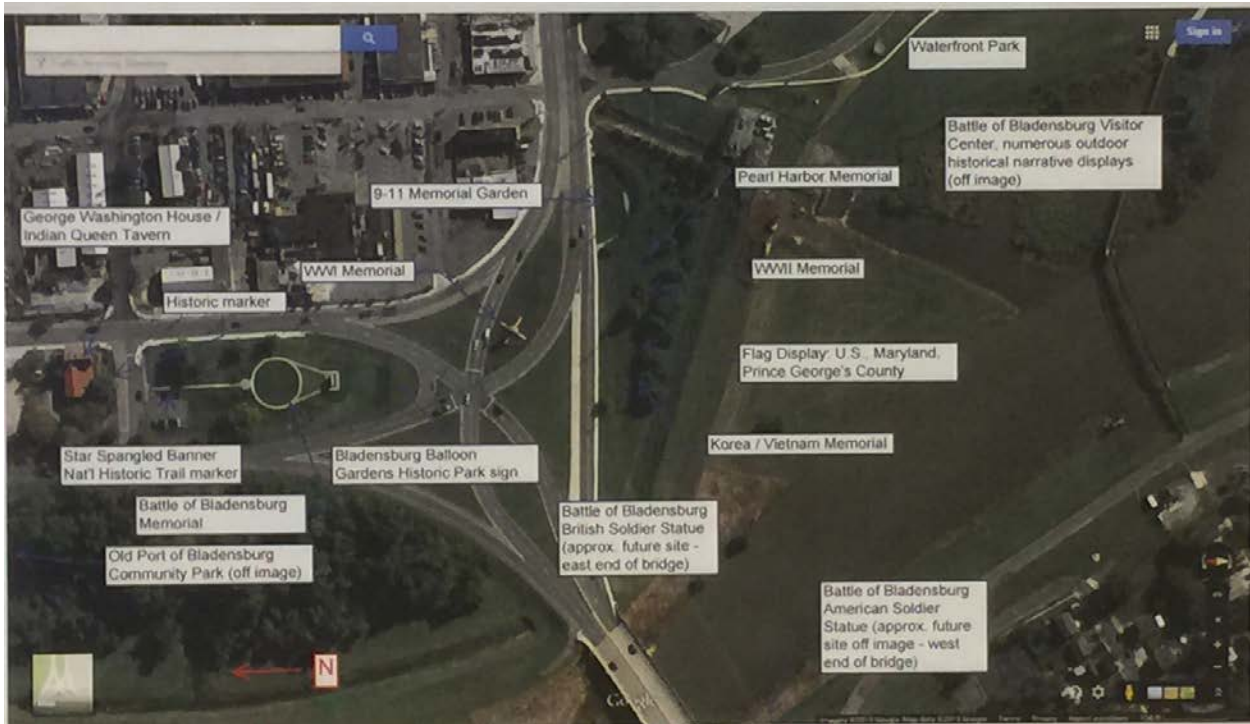 Sign in
Waterfront Park
Battle of Bladensburg Visitor
Center, numerous outdoor
historical narrative displays
(off image)
Pearl Harbor Memorial
9-11 Memorial Garden
George Washington House /
Indian Queen Tavern
WWI Memorial
WWII Memorial
Historic marker
Flag Display: U.S., Maryland,
Prince George's County
Korea / Vietnam Memorial
Star Spangled Banner
Nat'l Historic Trail marker
Bladensburg Balloon
Gardens Historic Park sign
Battle of Bladensburg
Memorial
Battle of Bladensburg
British Soldier Statue
(approx. future site -
east end of bridge)
Old Port of Bladensburg
Community Park (off image)
Battle of Bladensburg
American Soldier
Statue (approx. future
site off image - west
end of bridge)
N
Google